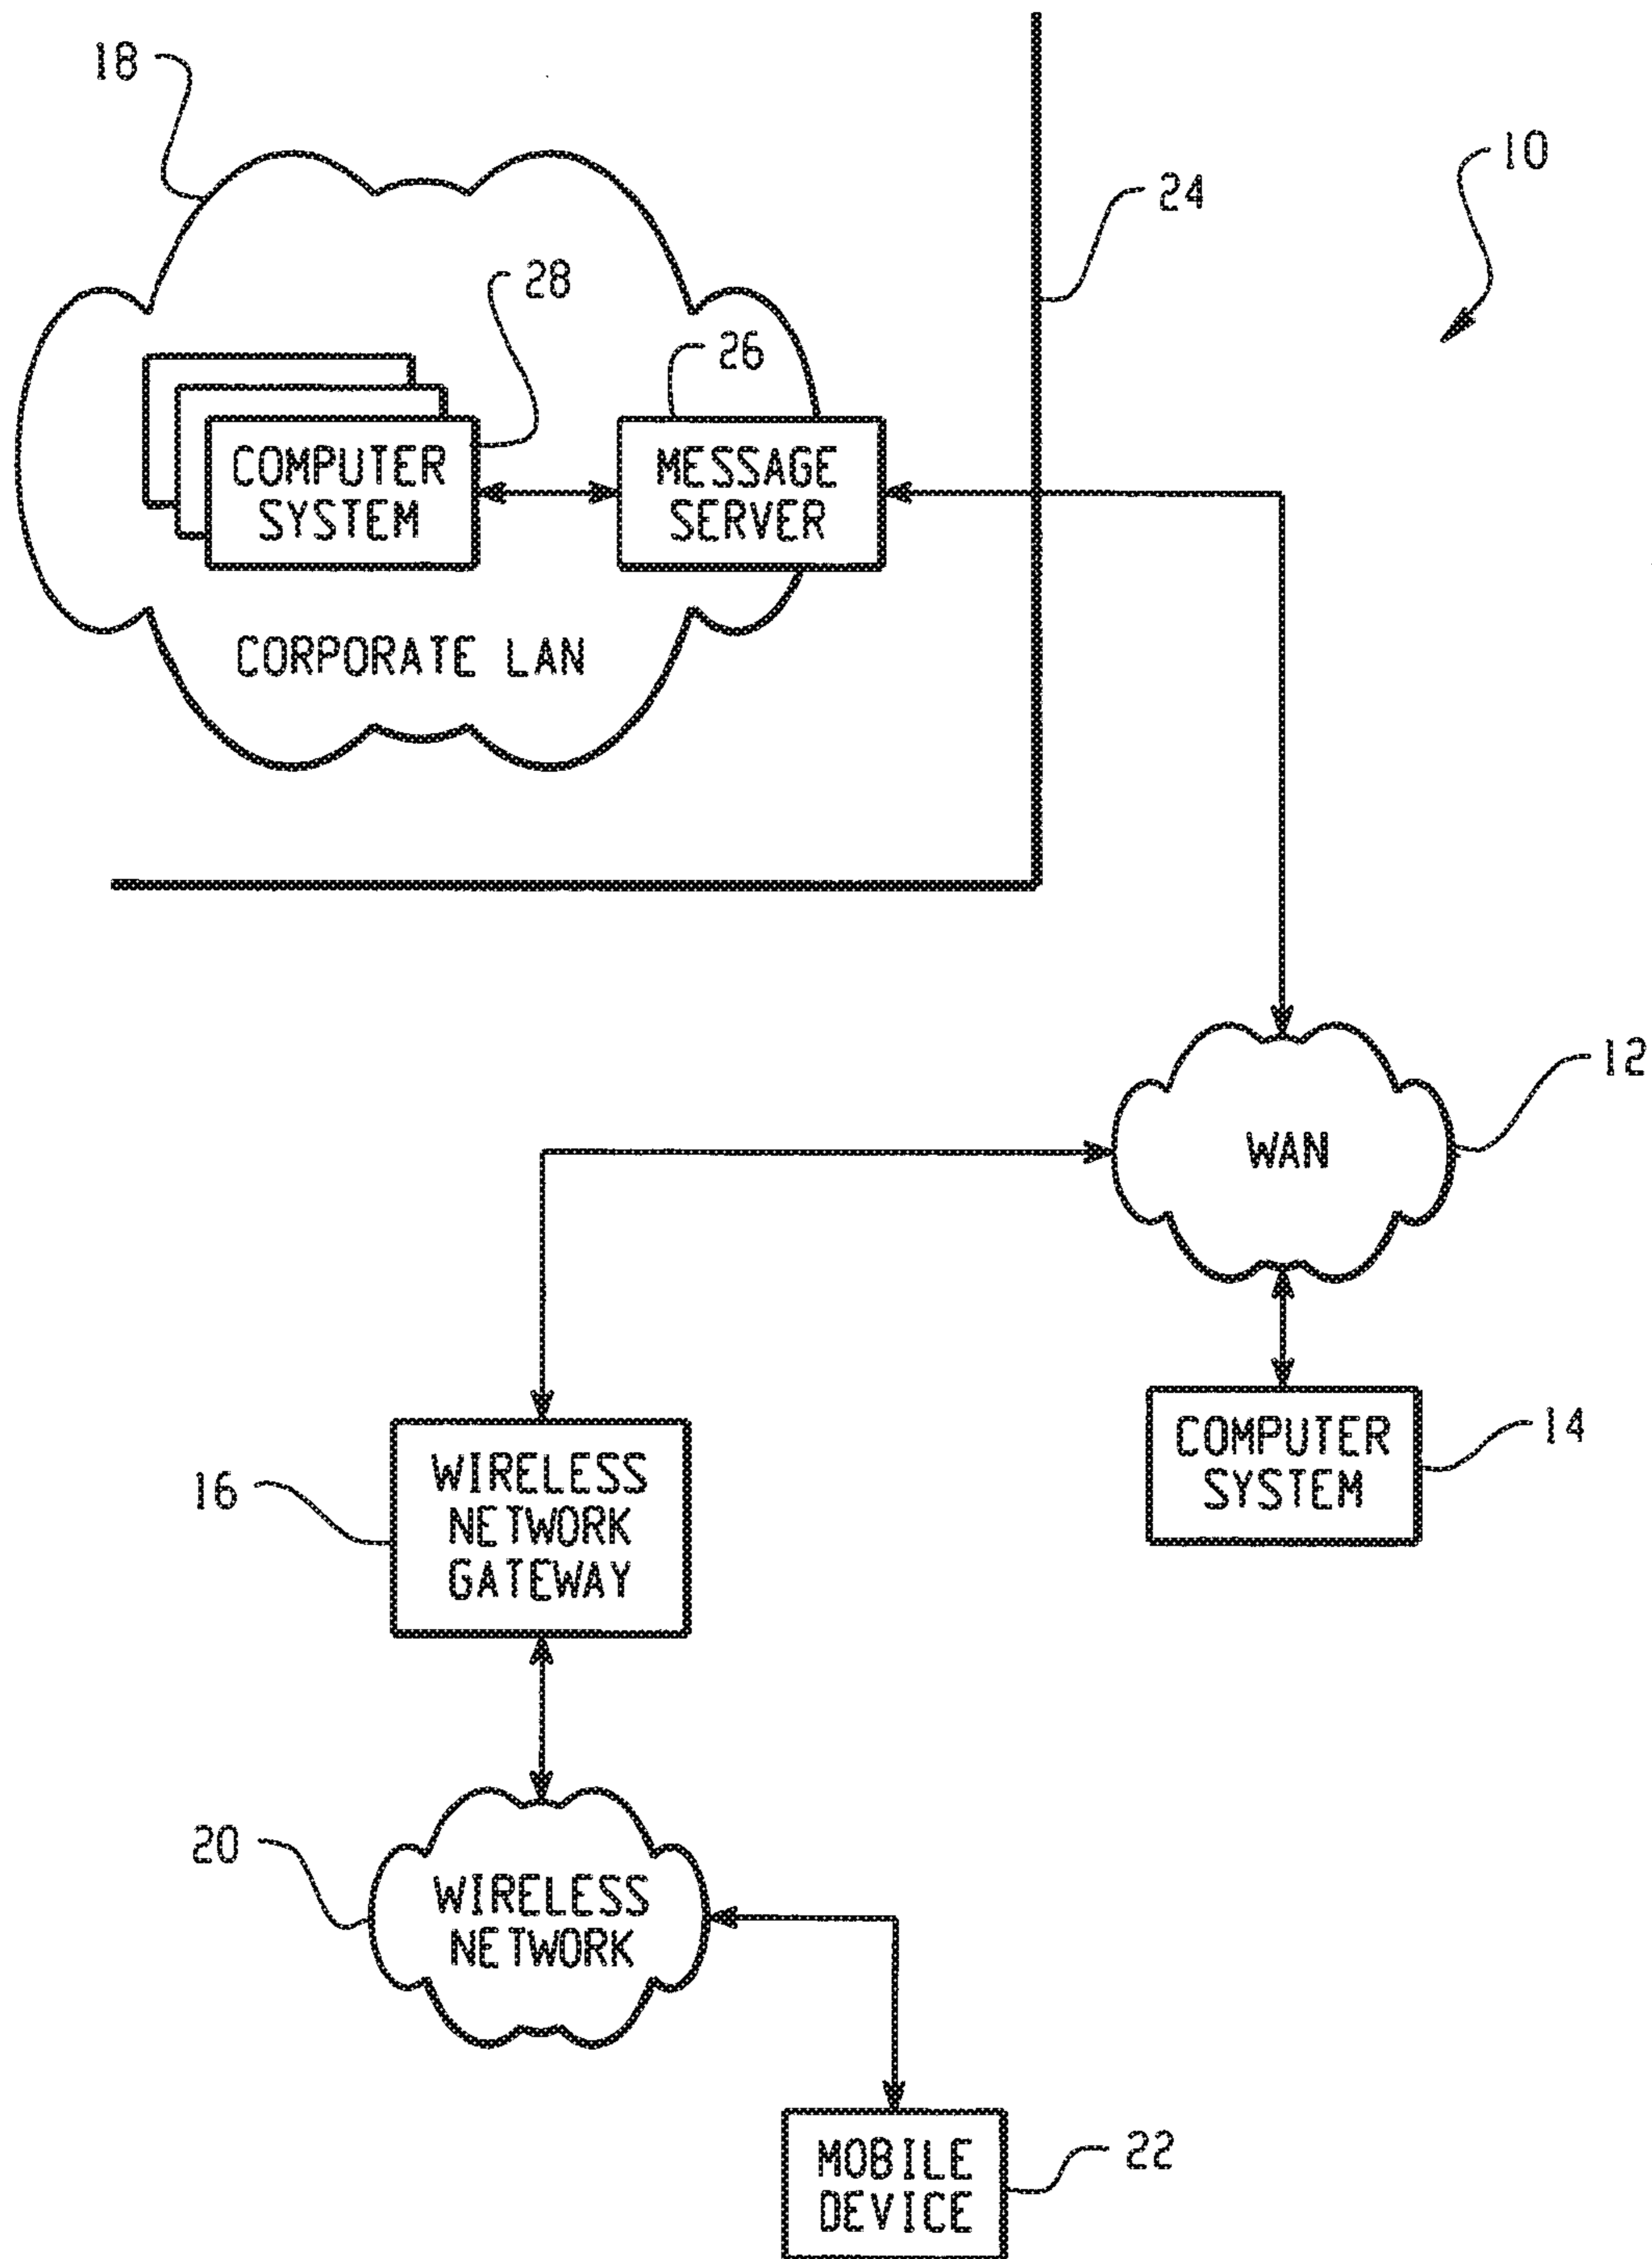 18
10
24
28
26
COMPUTER
SYSTEM
MESSAGE
SERVER
CORPORATE LAN
12
WAN
COMPUTER
SYSTEM
14
16
WIRELESS
NETWORK
GATEWAY
20
WIRELESS
NETWORK
MOBILE
DEVICE
22